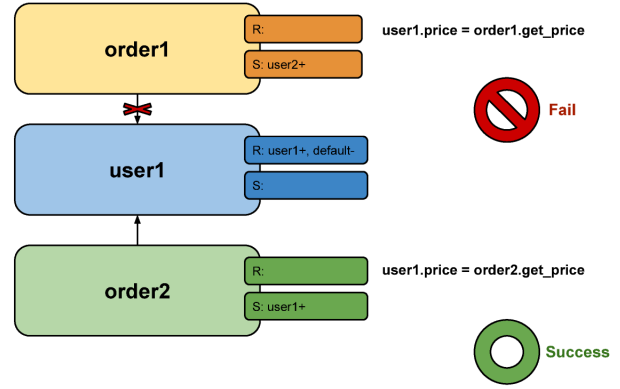 order1
R:
S: user2+
user1.price = order1.get_price
Fail
user1
R: user1+, default-
S:
order2
R:
S: user1+
user1.price = order2.get_price
Success